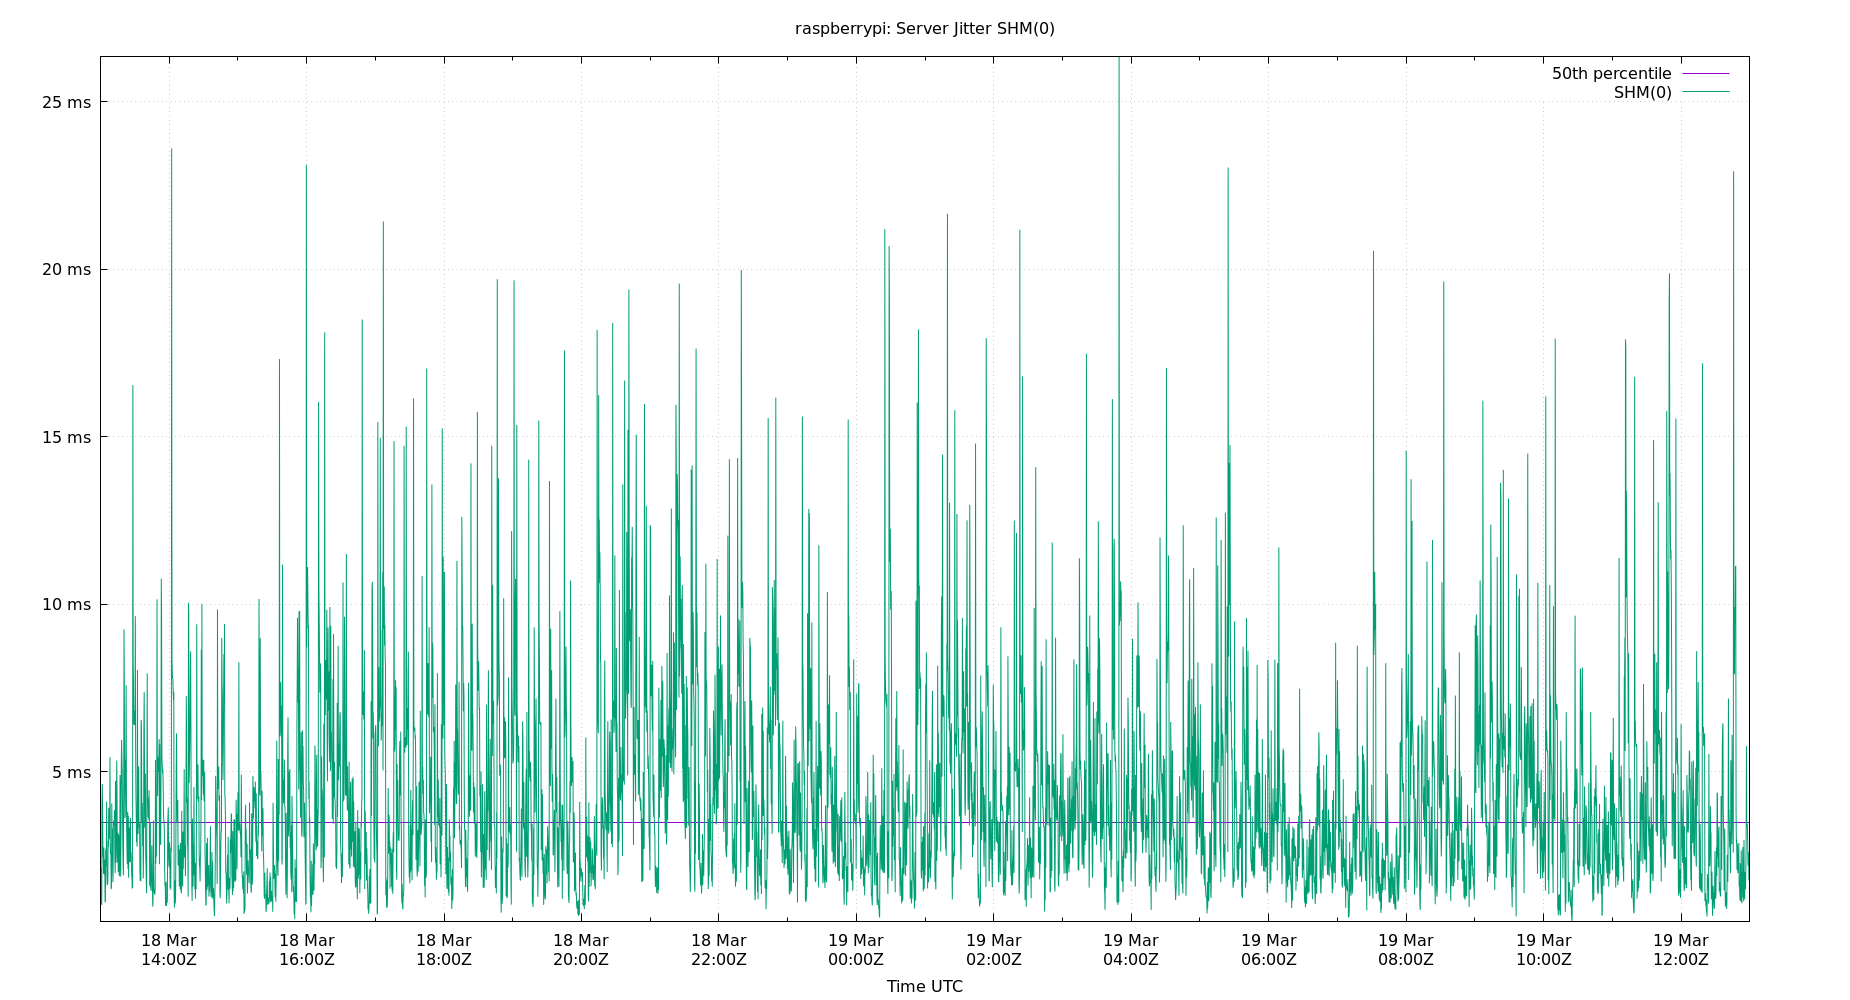 raspberrypi: Server Jitter SHM(0)
50th percentile
SHM(0)
25 ms
20 ms
15 ms
10 ms
5 ms
18 Mar 18 Mar 18 Mar 18 Mar 18 Mar 19 Mar 19 Mar 19 Mar 19 Mar 19 Mar 19 Mar 19 Mar
14:00Z 16:00Z 18:00Z 20:00Z 22:00Z 00:00Z 02:00Z 04:00Z 06:00Z 08:00Z 10:00Z 12:00Z
Time UTC